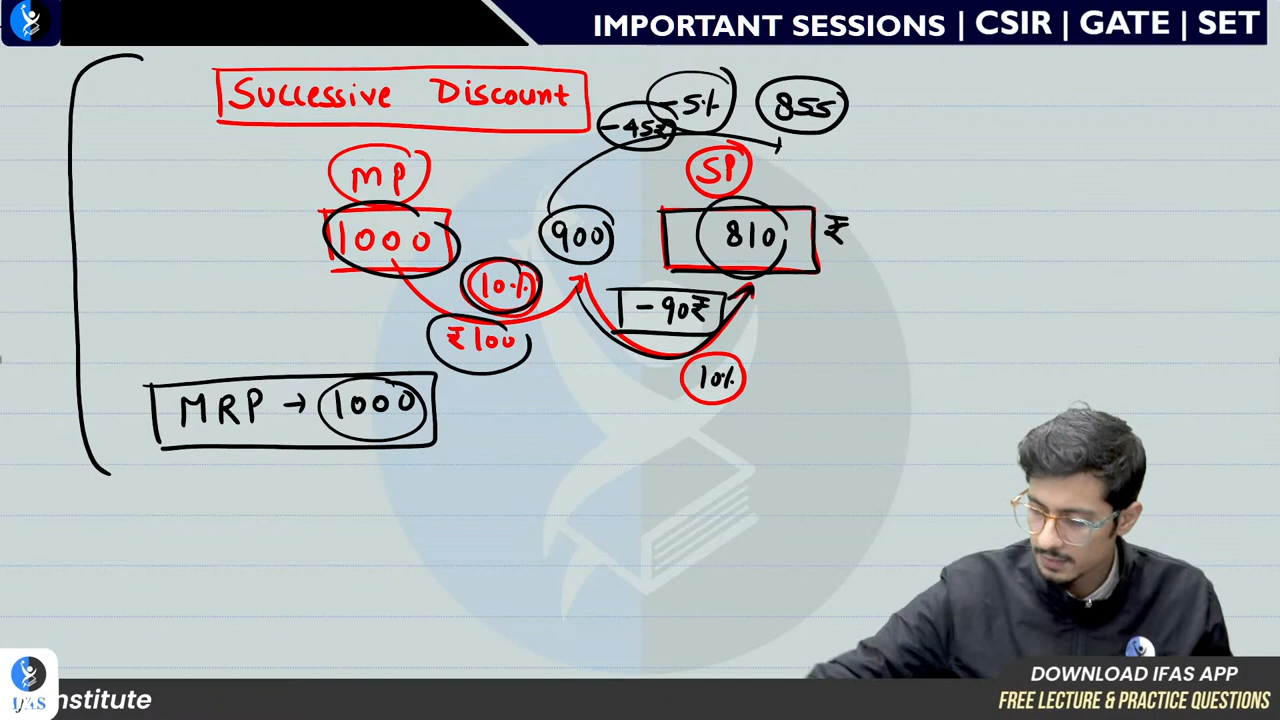 IMPORTANT SESSIONS | CSIR | GATE | SET
Successive Discount
-5%
855
-45₹
MP
SP
1000
900
810 ₹
10%
-90₹
₹100
10%
MRP → 1000
DOWNLOAD IFAS APP
FREE LECTURE & PRACTICE QUESTIONS
IFAS
nstitute